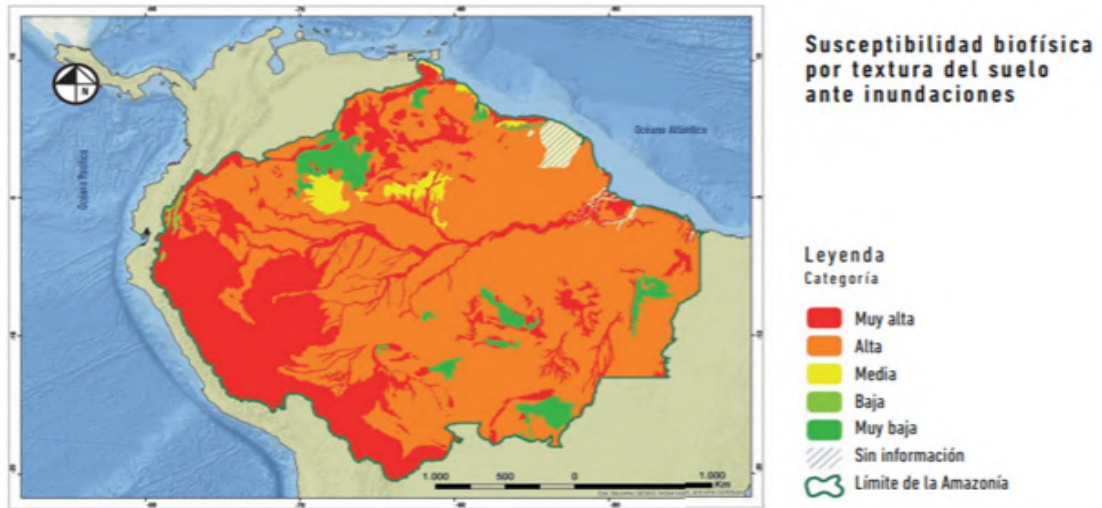 Susceptibilidad biofísica
por textura del suelo
ante inundaciones
Océano Atlántico
Océano Pacífico
N
Leyenda
Categoría
Muy alta
Alta
Media
Baja
Muy baja
Sin información
Límite de la Amazonía
1.000 500 0 1.000
Km